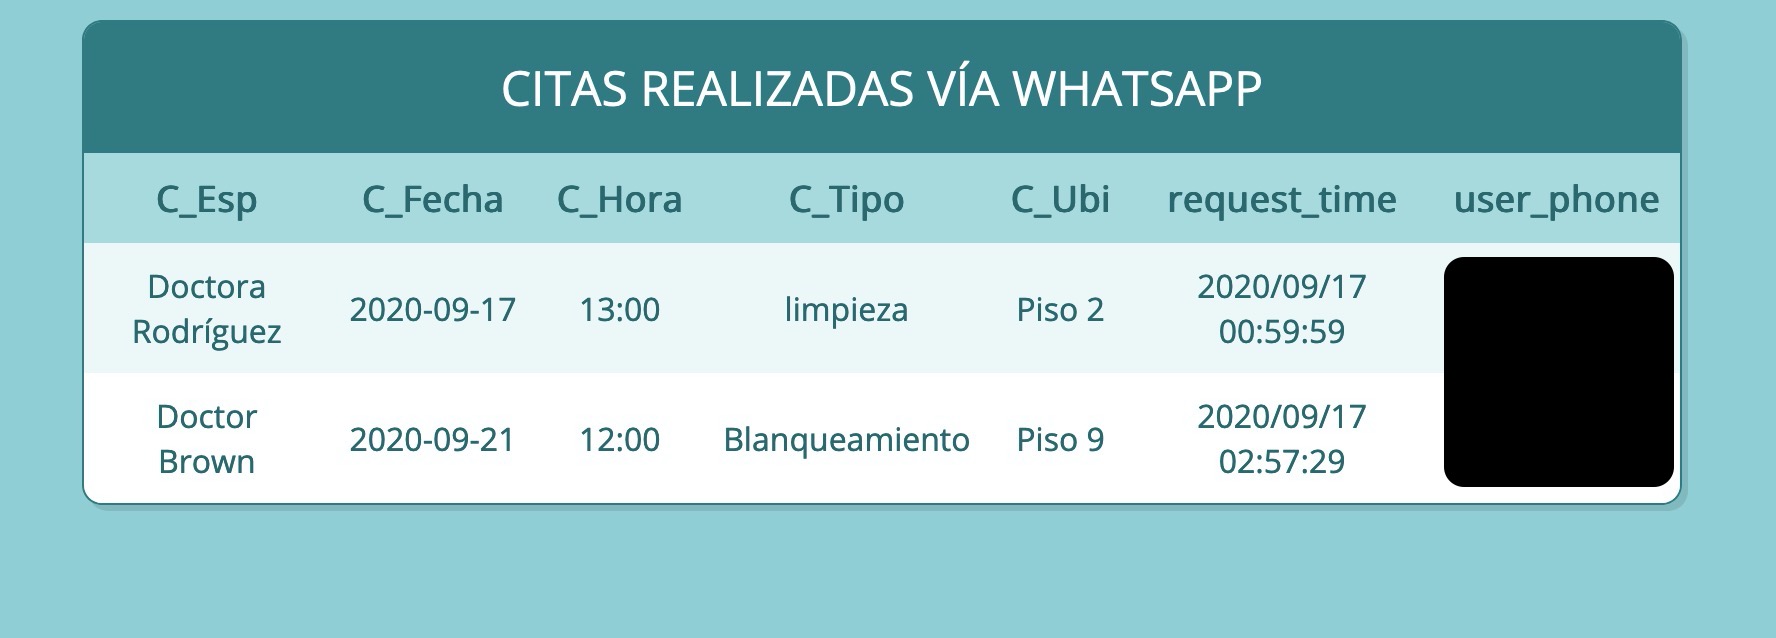 CITAS REALIZADAS VÍA WHATSAPP
C_Esp C_Fecha C_Hora C_Tipo C_Ubi request_time user_phone
Doctora Rodríguez 2020-09-17 13:00 limpieza Piso 2 2020/09/17 00:59:59
Doctor Brown 2020-09-21 12:00 Blanqueamiento Piso 9 2020/09/17 02:57:29